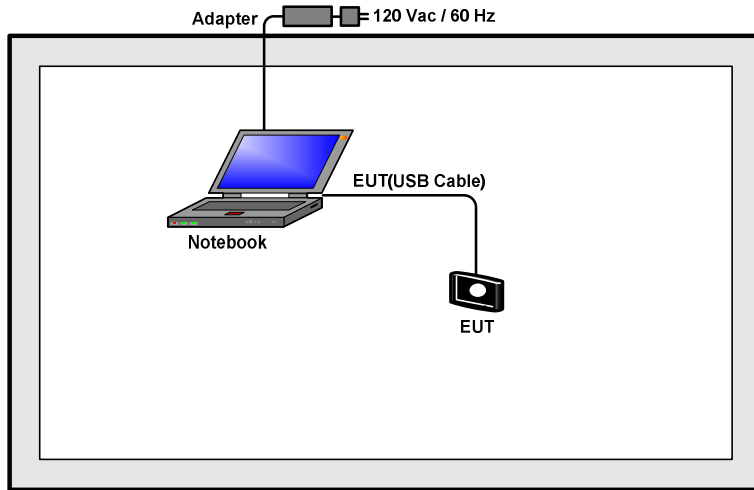 Adapter
120 Vac / 60 Hz
EUT(USB Cable)
Notebook
EUT